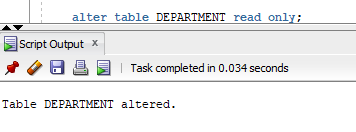 alter table DEPARTMENT read only;
Script Output x
Task completed in 0.034 seconds
Table DEPARTMENT altered.